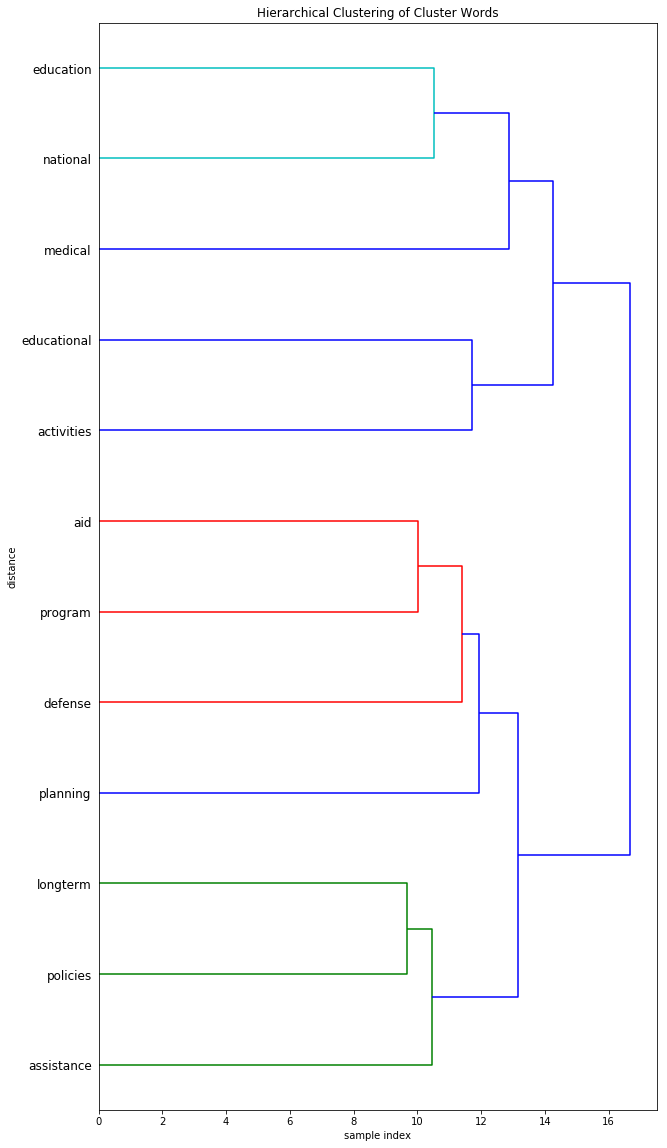 Hierarchical Clustering of Cluster Words
education
national
medical
educational
activities
aid
program
defense
planning
longterm
policies
assistance
distance
0 2 4 6 8 10 12 14 16
sample index